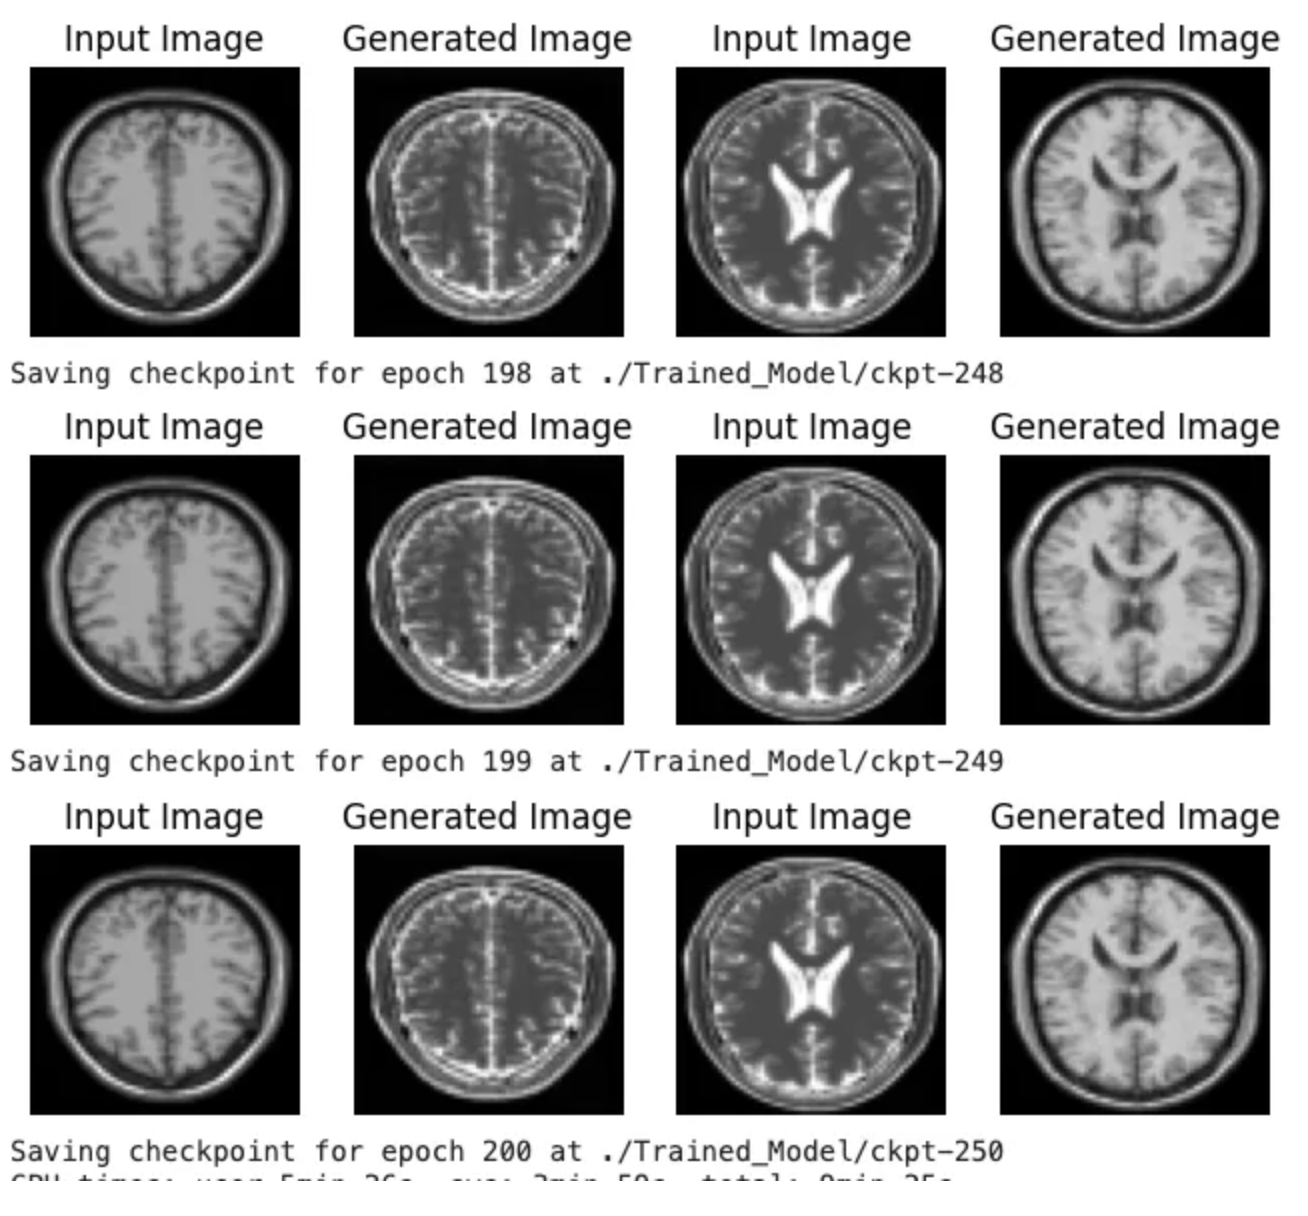 Input Image Generated Image Input Image Generated Image
Saving checkpoint for epoch 198 at ./Trained_Model/ckpt-248
Input Image Generated Image Input Image Generated Image
Saving checkpoint for epoch 199 at ./Trained_Model/ckpt-249
Input Image Generated Image Input Image Generated Image
Saving checkpoint for epoch 200 at ./Trained_Model/ckpt-250